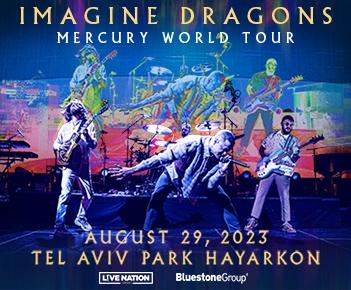 IMAGINE DRAGONS
MERCURY WORLD TOUR
AUGUST 29, 2023
TEL AVIV PARK HAYARKON
LIVE NATION
BluestoneGroup